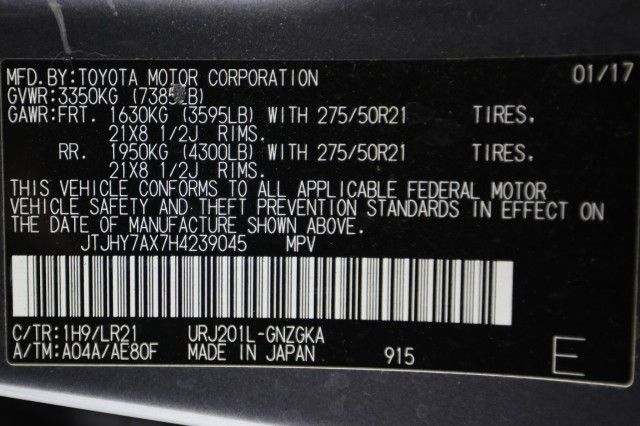 MFD.BY:TOYOTA MOTOR CORPORATION 01/17
GVWR:3350KG (7385LB)
GAWR:FRT. 1630KG (3595LB) WITH 275/50R21 TIRES.
21X8 1/2J RIMS.
RR. 1950KG (4300LB) WITH 275/50R21 TIRES.
21X8 1/2J RIMS.
THIS VEHICLE CONFORMS TO ALL APPLICABLE FEDERAL MOTOR
VEHICLE SAFETY AND THEFT PREVENTION STANDARDS IN EFFECT ON
THE DATE OF MANUFACTURE SHOWN ABOVE.
JTJHY7AX7H4239045 MPV
C/TR:1H9/LR21 URJ201L-GNZGKA
A/TM:A04A/AE80F MADE IN JAPAN 915 E